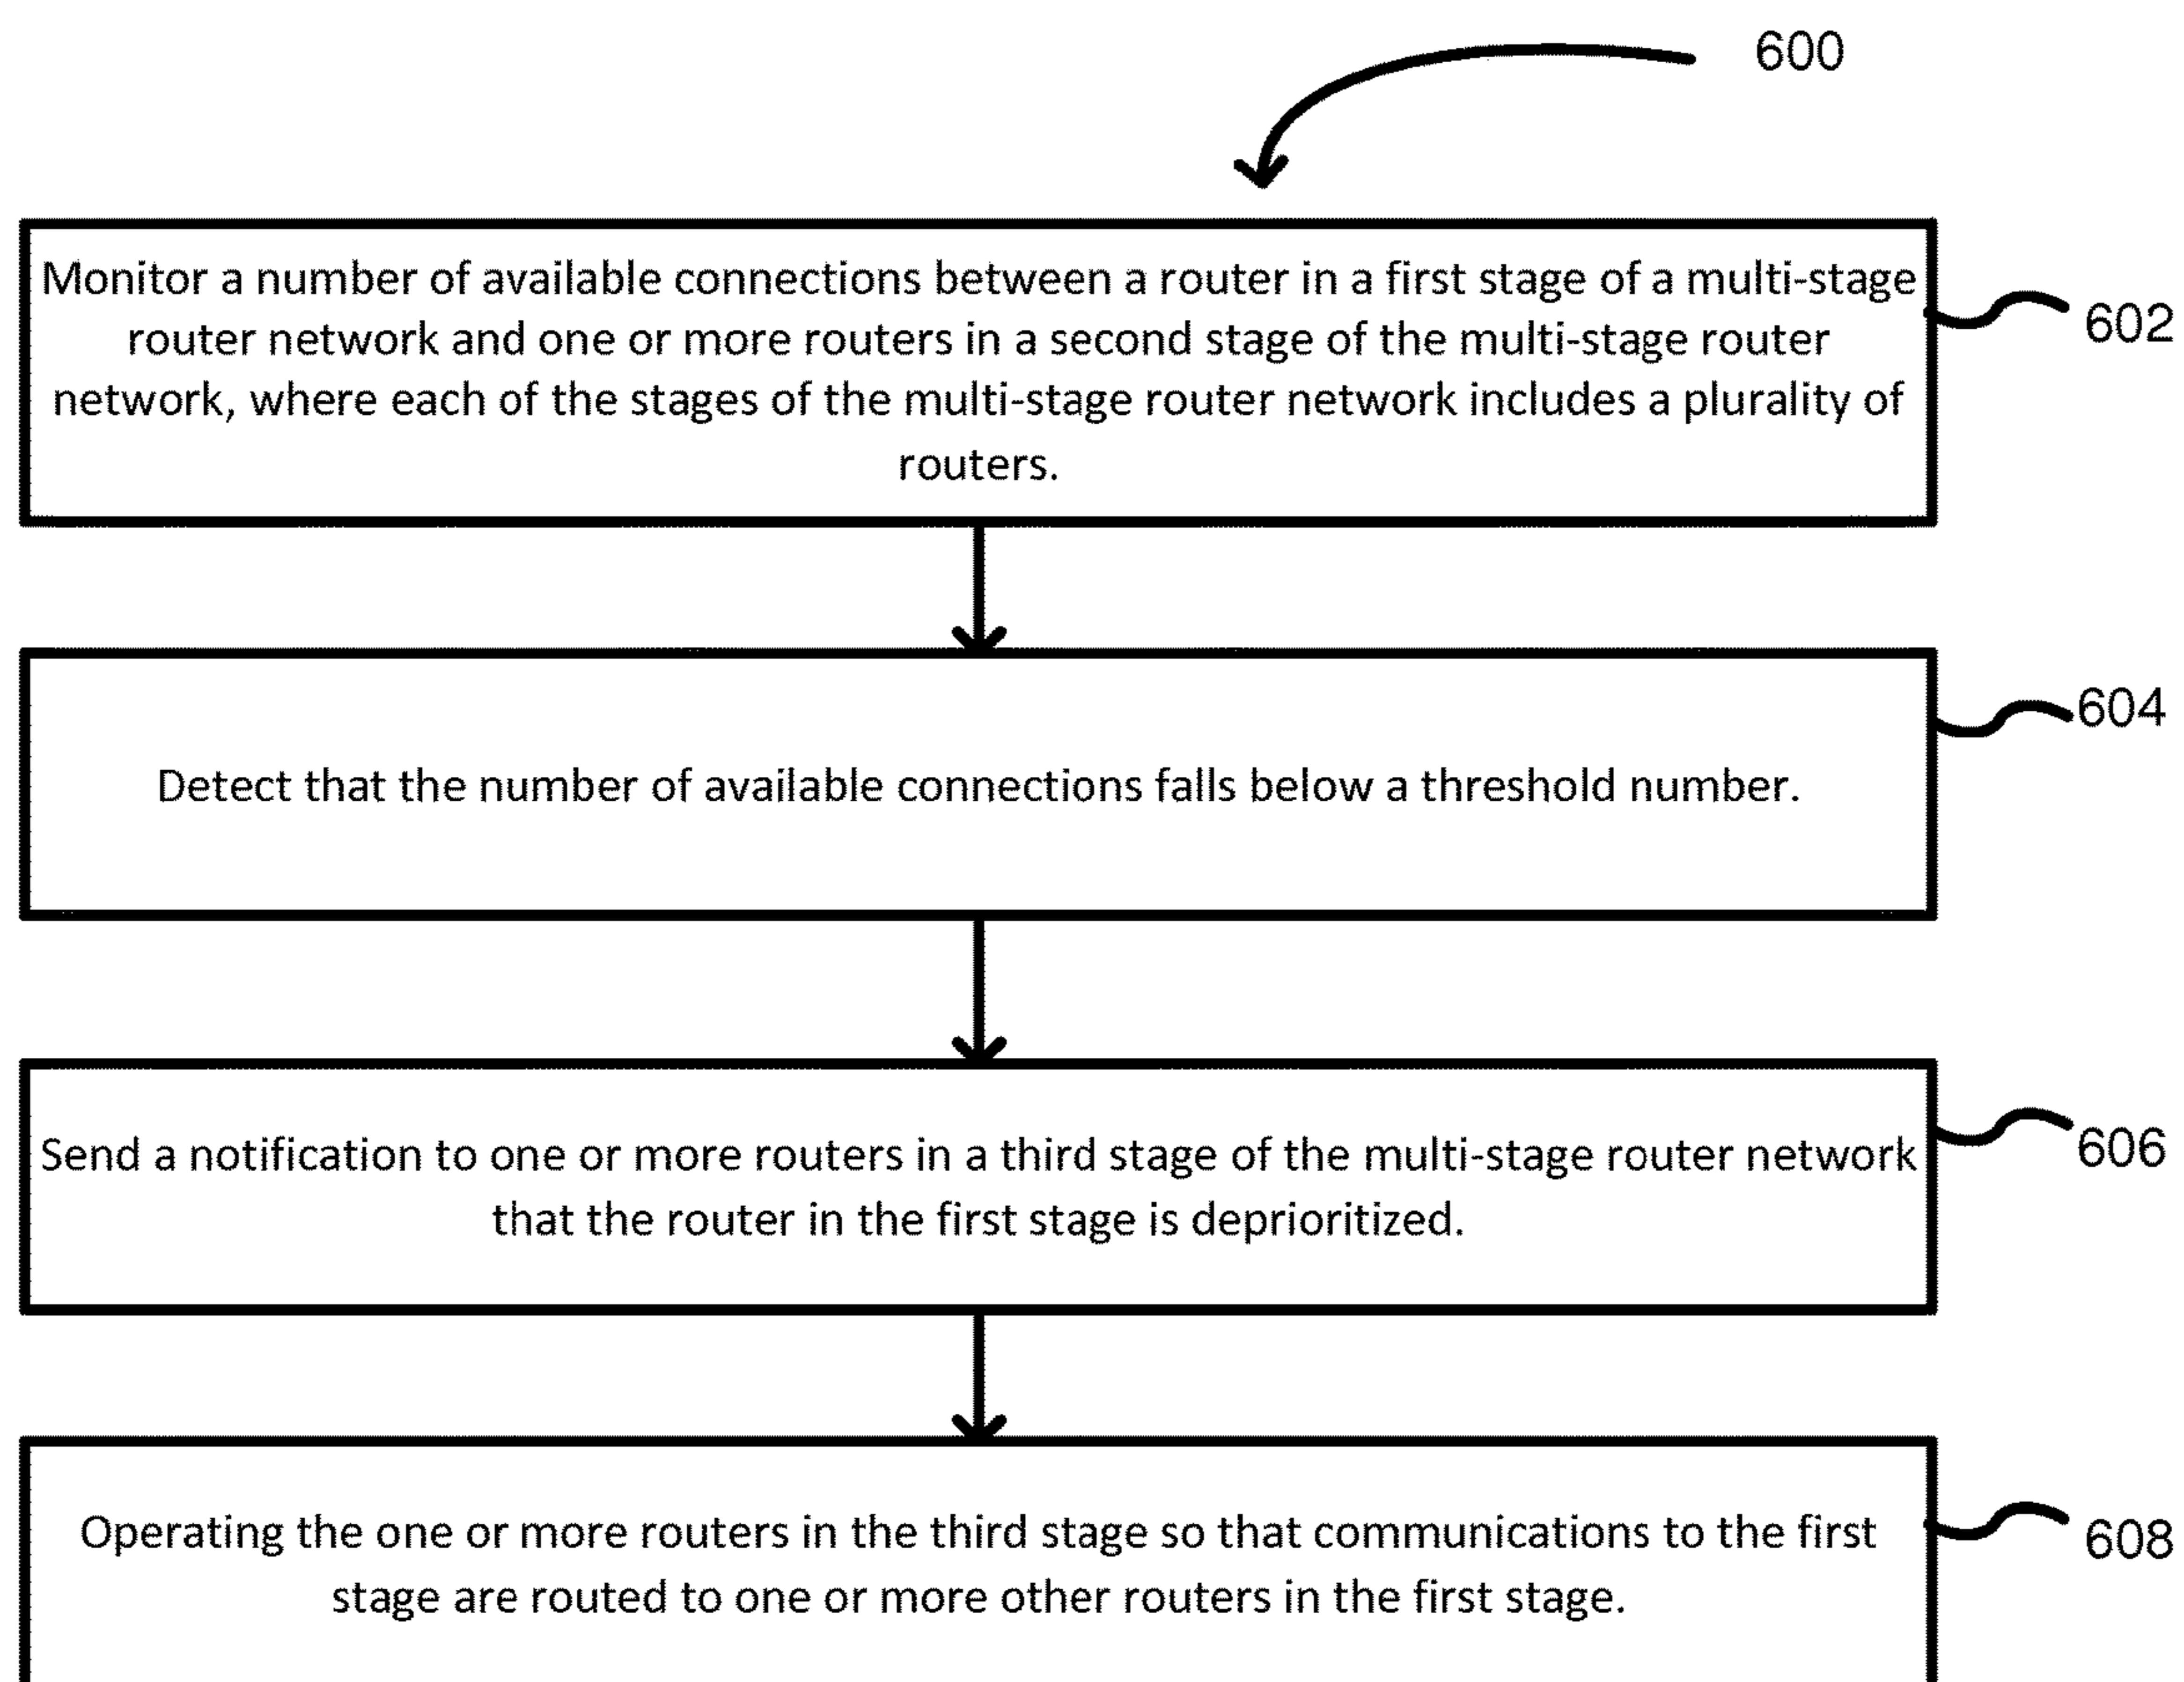 600
Monitor a number of available connections between a router in a first stage of a multi-stage
router network and one or more routers in a second stage of the multi-stage router
network, where each of the stages of the multi-stage router network includes a plurality of
routers.
602
Detect that the number of available connections falls below a threshold number.
604
Send a notification to one or more routers in a third stage of the multi-stage router network
that the router in the first stage is deprioritized.
606
Operating the one or more routers in the third stage so that communications to the first
stage are routed to one or more other routers in the first stage.
608